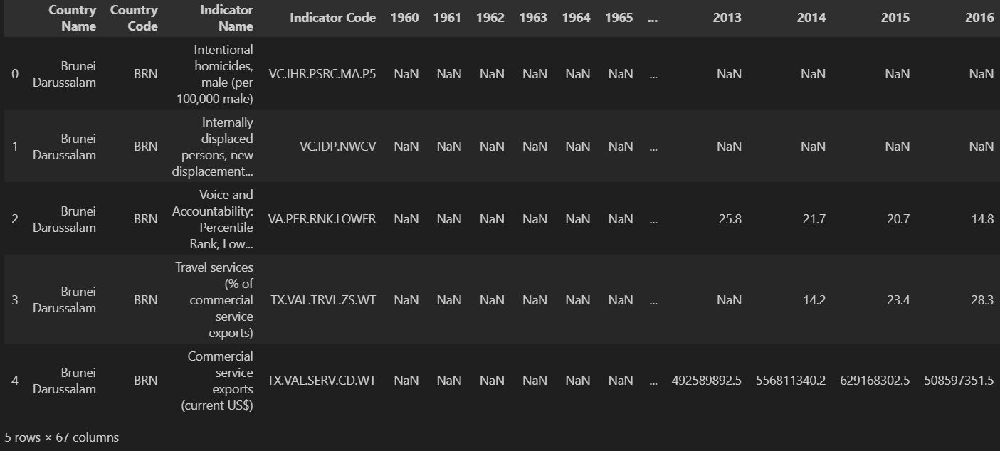 Country Name Country Code Indicator Name Indicator Code 1960 1961 1962 1963 1964 1965 ... 2013 2014 2015 2016
0 Brunei Darussalam BRN Intentional homicides, male (per 100,000 male) VC.IHR.PSRC.MA.P5 NaN NaN NaN NaN NaN NaN ... NaN NaN NaN NaN
1 Brunei Darussalam BRN Internally displaced persons, new displacement... VC.IDP.NWCV NaN NaN NaN NaN NaN NaN ... NaN NaN NaN NaN
2 Brunei Darussalam BRN Voice and Accountability: Percentile Rank, Low... VA.PER.RNK.LOWER NaN NaN NaN NaN NaN NaN ... 25.8 21.7 20.7 14.8
3 Brunei Darussalam BRN Travel services (% of commercial service exports) TX.VAL.TRVL.ZS.WT NaN NaN NaN NaN NaN NaN ... NaN 14.2 23.4 28.3
4 Brunei Darussalam BRN Commercial service exports (current US$) TX.VAL.SERV.CD.WT NaN NaN NaN NaN NaN NaN ... 492589892.5 556811340.2 629168302.5 508597351.5
5 rows × 67 columns